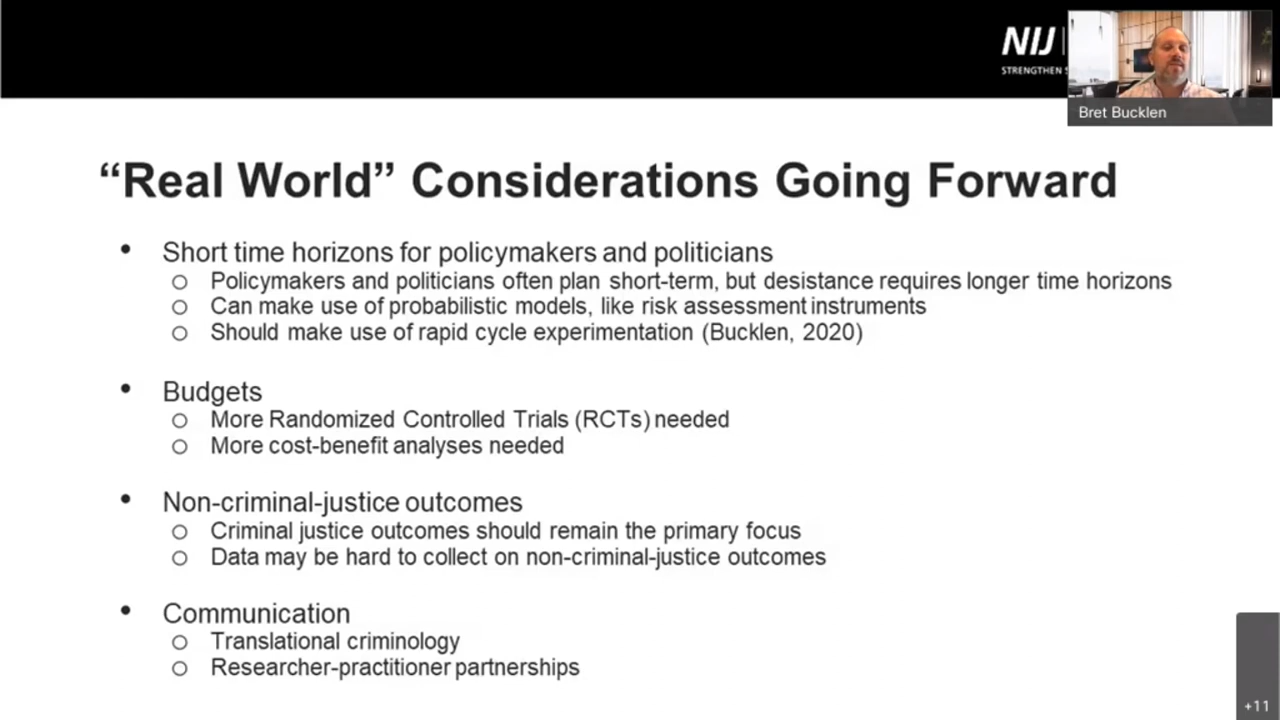 NIJ
STRENGTHEN
Bret Bucklen
“Real World” Considerations Going Forward
• Short time horizons for policymakers and politicians
○ Policymakers and politicians often plan short-term, but desistance requires longer time horizons
○ Can make use of probabilistic models, like risk assessment instruments
○ Should make use of rapid cycle experimentation (Bucklen, 2020)
• Budgets
○ More Randomized Controlled Trials (RCTs) needed
○ More cost-benefit analyses needed
• Non-criminal-justice outcomes
○ Criminal justice outcomes should remain the primary focus
○ Data may be hard to collect on non-criminal-justice outcomes
• Communication
○ Translational criminology
○ Researcher-practitioner partnerships
+11